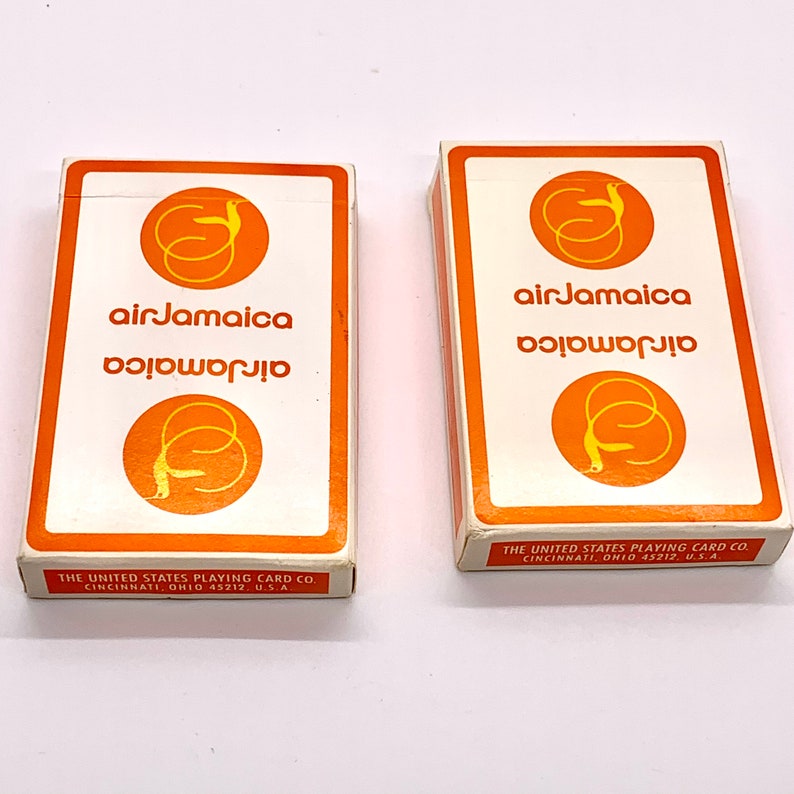 airJamaica
airJamaica
THE UNITED STATES PLAYING CARD CO.
CINCINNATI, OHIO 45212, U.S.A.
airJamaica
airJamaica
THE UNITED STATES PLAYING CARD CO.
CINCINNATI, OHIO 45212, U.S.A.